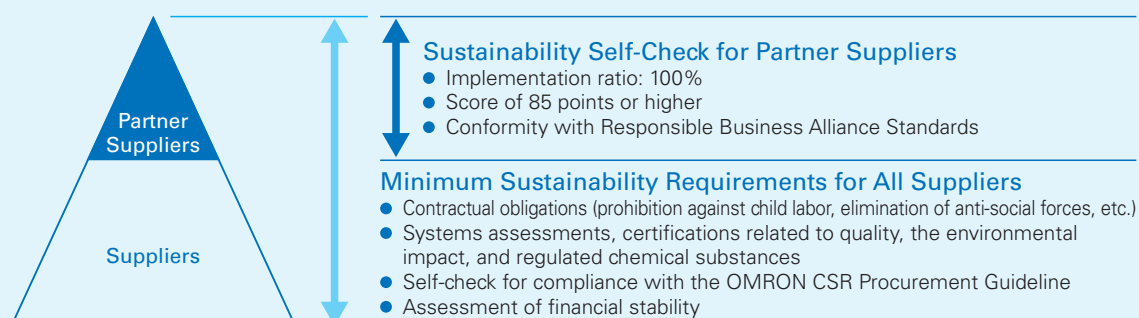 Sustainability Self-Check for Partner Suppliers
● Implementation ratio: 100%
● Score of 85 points or higher
● Conformity with Responsible Business Alliance Standards
Partner
Suppliers
Minimum Sustainability Requirements for All Suppliers
● Contractual obligations (prohibition against child labor, elimination of anti-social forces, etc.)
● Systems assessments, certifications related to quality, the environmental
impact, and regulated chemical substances
● Self-check for compliance with the OMRON CSR Procurement Guideline
● Assessment of financial stability
Suppliers